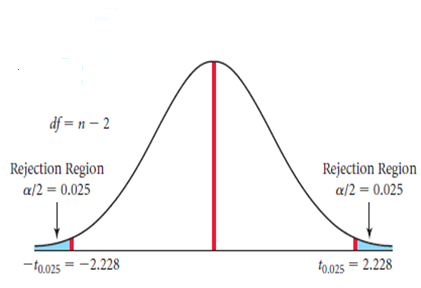 df = n − 2
Rejection Region
α/2 = 0.025
Rejection Region
α/2 = 0.025
−t0.025 = −2.228
t0.025 = 2.228